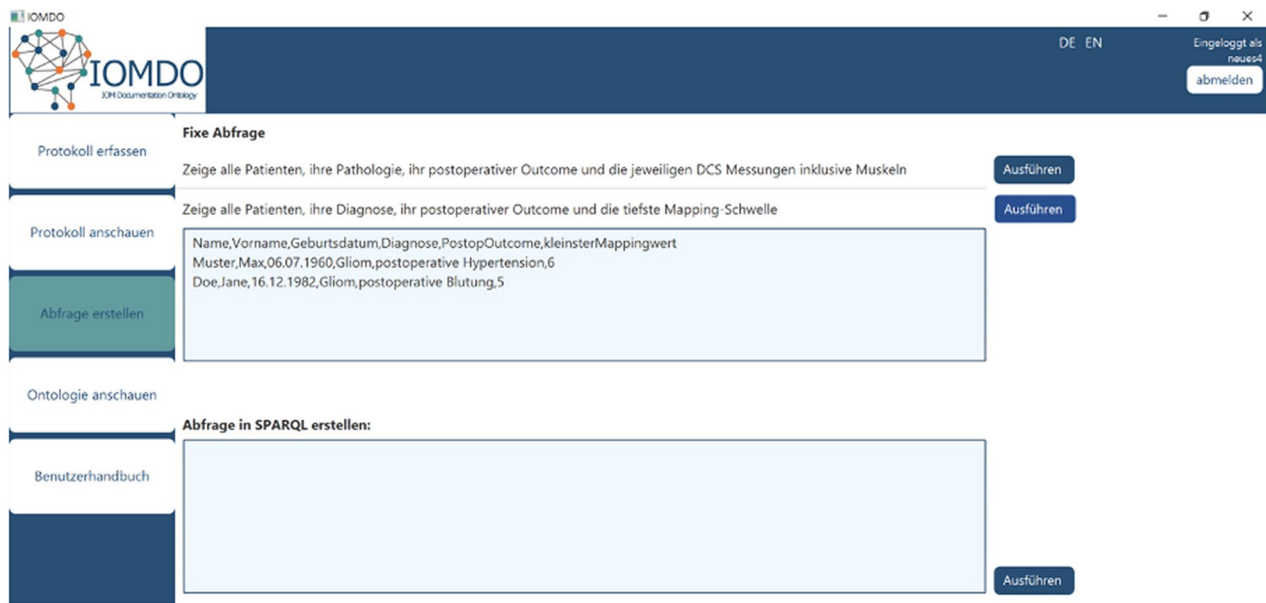 IOMDO
IOMDO
IOM Documentation Ontology
DE EN
Eingeloggt als
neues4
abmelden
Protokoll erfassen
Protokoll anschauen
Abfrage erstellen
Ontologie anschauen
Benutzerhandbuch
Fixe Abfrage
Zeige alle Patienten, ihre Pathologie, ihr postoperativer Outcome und die jeweiligen DCS Messungen inklusive Muskeln
Ausführen
Zeige alle Patienten, ihre Diagnose, ihr postoperativer Outcome und die tiefste Mapping-Schwelle
Ausführen
Name,Vorname,Geburtsdatum,Diagnose,PostopOutcome,kleinsterMappingwert
Muster,Max,06.07.1960,Gliom,postoperative Hypertension,6
Doe,Jane,16.12.1982,Gliom,postoperative Blutung,5
Abfrage in SPARQL erstellen:
Ausführen